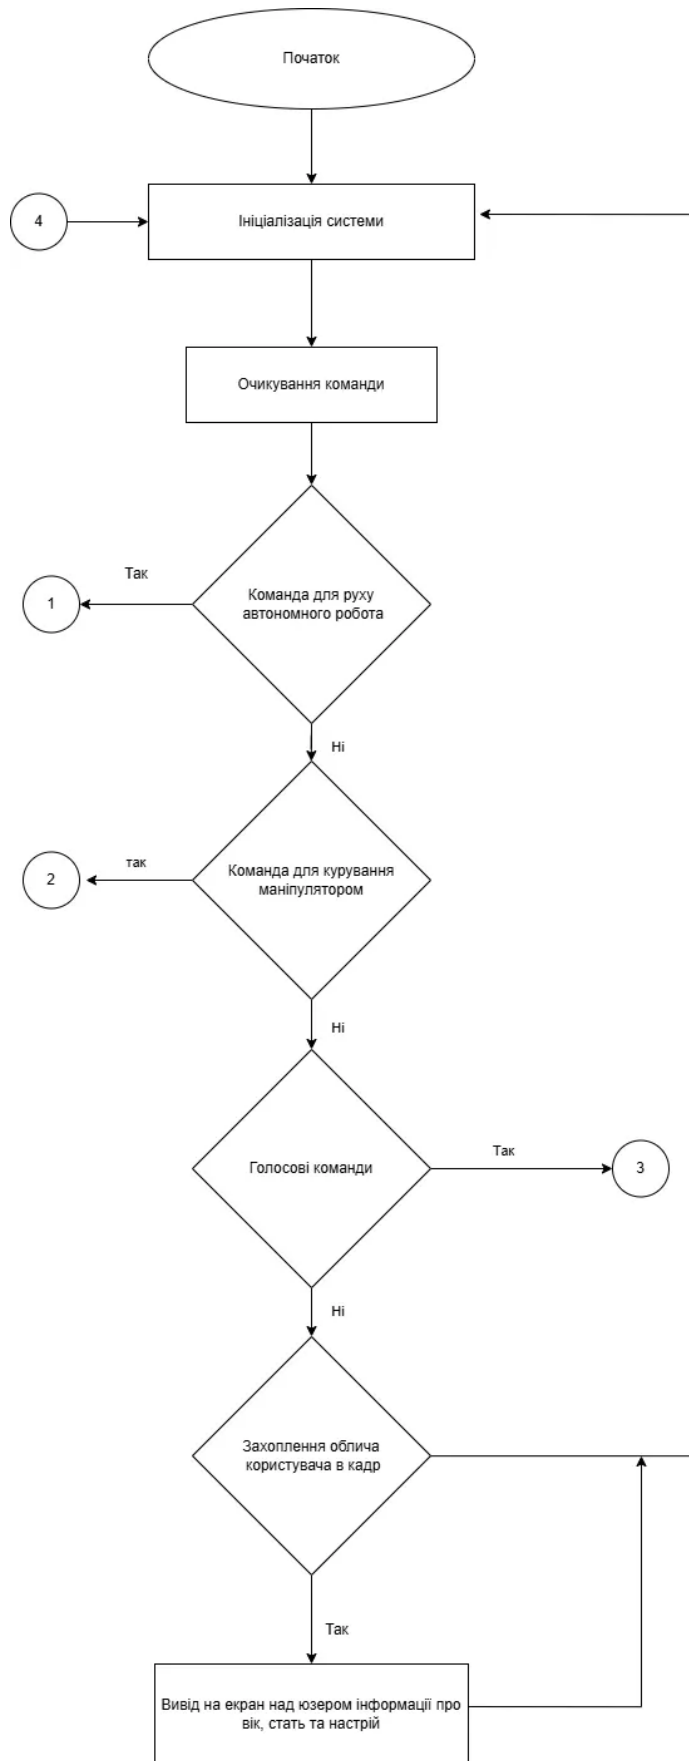 Початок
4
Ініціалізація системи
Очикування команди
Так
1
Команда для руху
автономного робота
Ні
так
2
Команда для курування
маніпулятором
Ні
Голосові команди
Так
3
Ні
Захоплення облича
користувача в кадр
Так
Вивід на екран над юзером інформації про
вік, стать та настрій